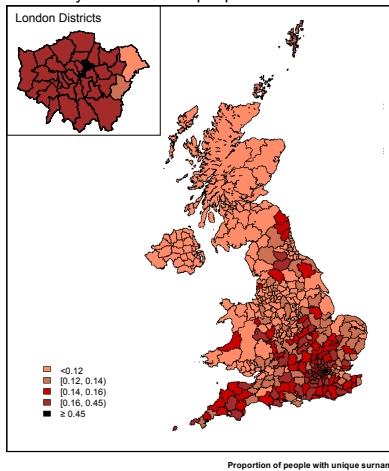 London Districts
<0.12
[0.12, 0.14)
[0.14, 0.16)
[0.16, 0.45)
≥ 0.45
Proportion of people with unique